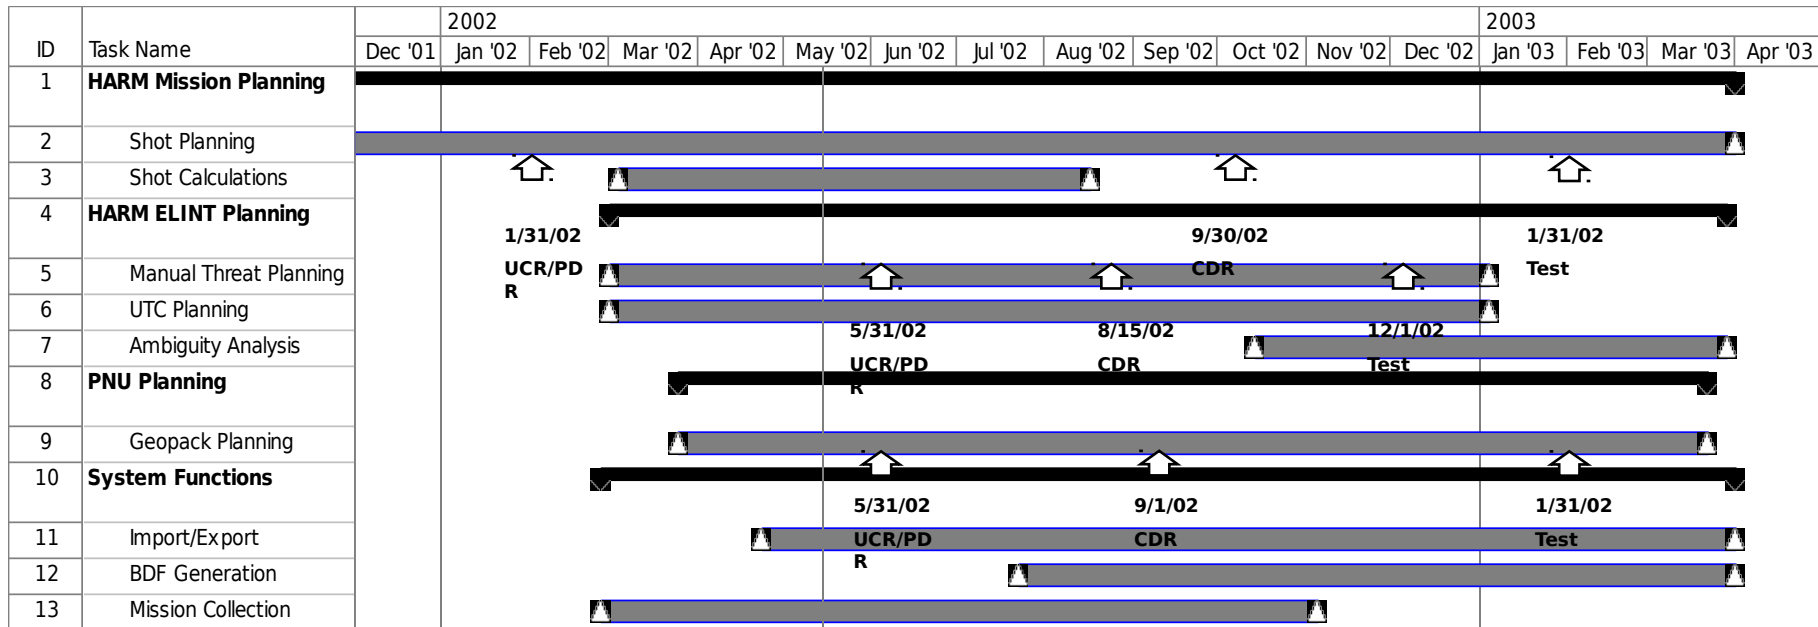 2002 2003
ID Task Name Dec '01 Jan '02 Feb '02 Mar '02 Apr '02 May '02 Jun '02 Jul '02 Aug '02 Sep '02 Oct '02 Nov '02 Dec '02 Jan '03 Feb '03 Mar '03 Apr '03
1 HARM Mission Planning
2 Shot Planning
3 Shot Calculations
4 HARM ELINT Planning
1/31/02 9/30/02 1/31/02
5 Manual Threat Planning UCR/PD CDR Test
R
6 UTC Planning
5/31/02 8/15/02 12/1/02
7 Ambiguity Analysis
UCR/PD CDR Test
8 PNU Planning
R
9 Geopack Planning
10 System Functions
5/31/02 9/1/02 1/31/02
11 Import/Export UCR/PD CDR Test
R
12 BDF Generation
13 Mission Collection